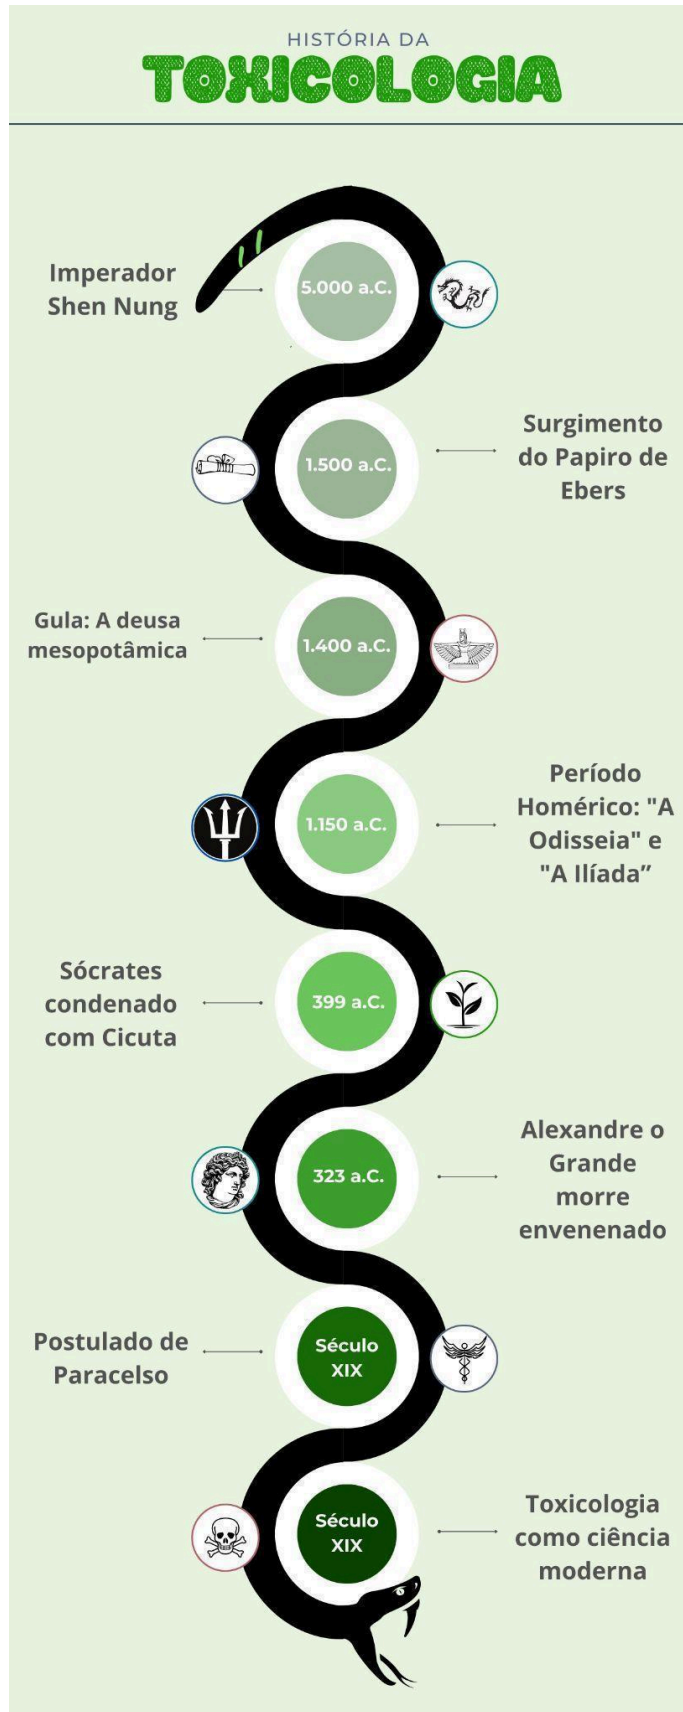 HISTÓRIA DA
TOXICOLOGIA
Imperador
Shen Nung
5.000 a.C.
1.500 a.C.
Surgimento
do Papiro de
Ebers
Gula: A deusa
mesopotâmica
1.400 a.C.
1.150 a.C.
Período
Homérico: "A
Odisseia" e
"A Ilíada”
Sócrates
condenado
com Cicuta
399 a.C.
323 a.C.
Alexandre o
Grande
morre
envenenado
Postulado de
Paracelso
Século
XIX
Século
XIX
Toxicologia
como ciência
moderna